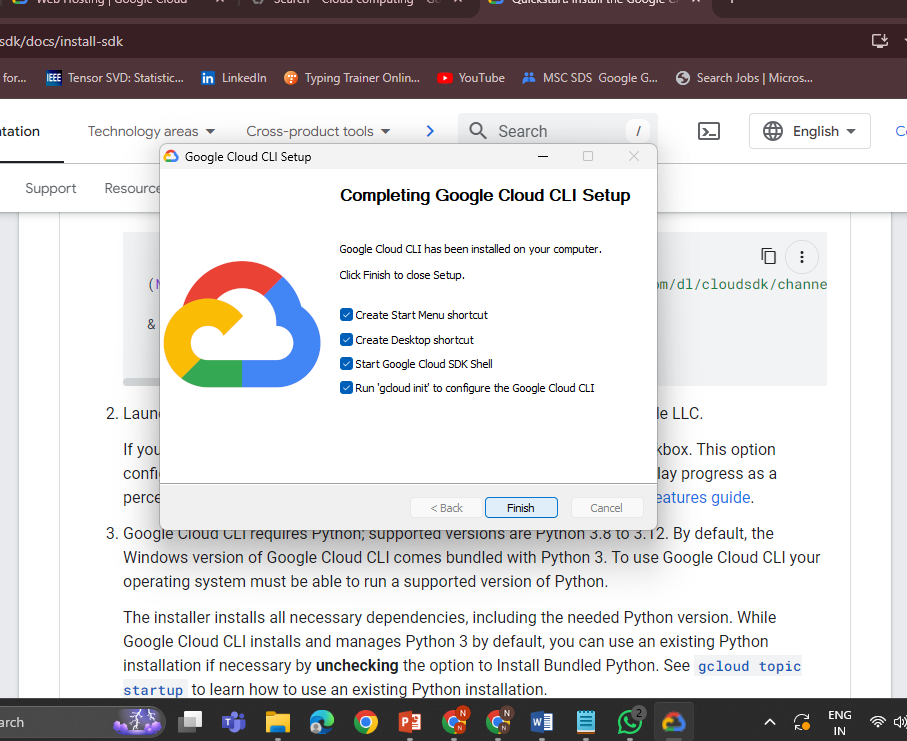 Web Hosting | Google Cloud
Search
Cloud computing
Quickstart: Install the Google C
sdk/docs/install-sdk
for...
IEEE
Tensor SVD: Statistic...
in
LinkedIn
Typing Trainer Onlin...
YouTube
MSC SDS Google G...
Search Jobs | Micros...
Technology areas
Cross-product tools
Search
/
English
Support
Google Cloud CLI Setup
Completing Google Cloud CLI Setup
Google Cloud CLI has been installed on your computer.
Click Finish to close Setup.
Create Start Menu shortcut
Create Desktop shortcut
Start Google Cloud SDK Shell
Run 'gcloud init' to configure the Google Cloud CLI
< Back
Finish
Cancel
om/dl/cloudsdk/channe
&
2. Laun
le LLC.
If you
kbox. This option
confi
lay progress as a
perce
eatures guide.
3. Google Cloud CLI requires Python; supported versions are Python 3.8 to 3.12. By default, the
Windows version of Google Cloud CLI comes bundled with Python 3. To use Google Cloud CLI your
operating system must be able to run a supported version of Python.
The installer installs all necessary dependencies, including the needed Python version. While
Google Cloud CLI installs and manages Python 3 by default, you can use an existing Python
installation if necessary by unchecking the option to Install Bundled Python. See gcloud topic
startup to learn how to use an existing Python installation.
arch
N
N
2
ENG
IN